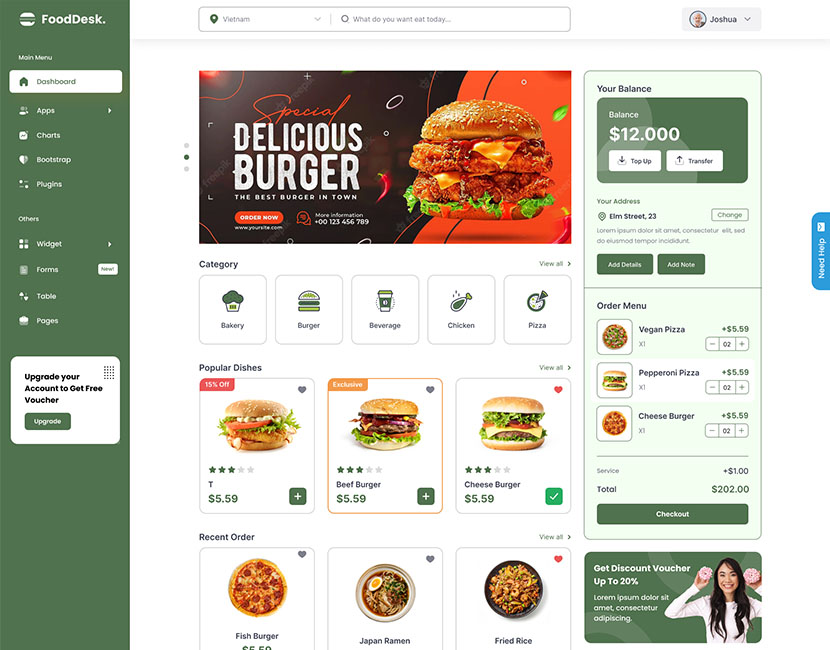 FoodDesk.
Vietnam
What do you want eat today...
Joshua
Main Menu
Dashboard
Apps
Charts
Bootstrap
Plugins
Others
Widget
Forms
New!
Table
Pages
Upgrade your
Account to Get Free
Voucher
Upgrade
Special
DELICIOUS
BURGER
THE BEST BURGER IN TOWN
ORDER NOW
www.yoursite.com
More information
+00 123 456 789
Category
View all
Bakery
Burger
Beverage
Chicken
Pizza
Popular Dishes
View all
15% Off
T
$5.59
Exclusive
Beef Burger
$5.59
Cheese Burger
$5.59
Recent Order
View all
Fish Burger
$5.59
Japan Ramen
Fried Rice
Your Balance
Balance
$12.000
Top Up
Transfer
Your Address
Elm Street, 23
Change
Lorem ipsum dolor sit amet, consectetur elit, sed
do eiusmod tempor incididunt.
Add Details
Add Note
Order Menu
Vegan Pizza
+$5.59
X1
02
Pepperoni Pizza
+$5.59
X1
02
Cheese Burger
+$5.59
X1
02
Service
+$1.00
Total
$202.00
Checkout
Get Discount Voucher
Up To 20%
Lorem ipsum dolor sit
amet, consectetur
adipiscing.
Need Help